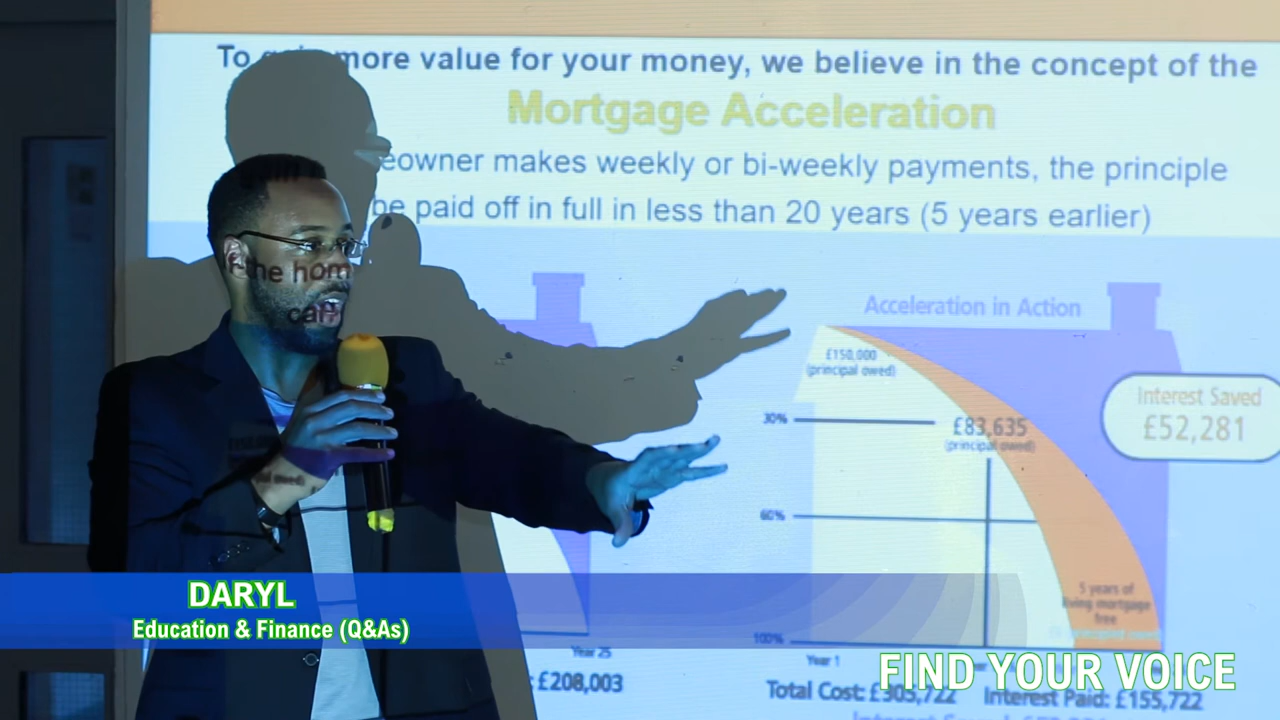 To more value for your money, we believe in the concept of the
Mortgage Acceleration
the homeowner makes weekly or bi-weekly payments, the principle
can be paid off in full in less than 20 years (5 years earlier)
Acceleration in Action
£150,000
(principal owed)
Interest Saved
£52,281
30%
£83,635
(principal owed)
60%
5 years of
living mortgage
free
100%
Year 25
Year 1
£208,003
Total Cost: £305,722 Interest Paid: £155,722
DARYL
Education & Finance (Q&As)
FIND YOUR VOICE